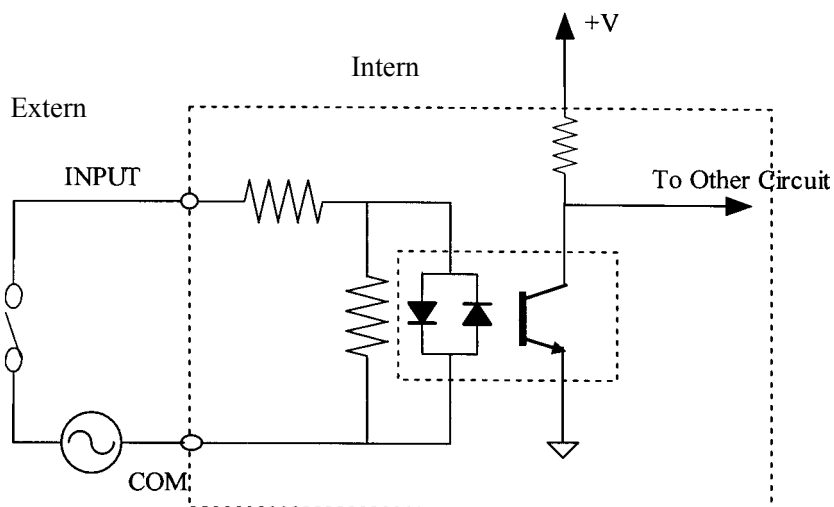 +V
Intern
Extern
INPUT
To Other Circuit
COM